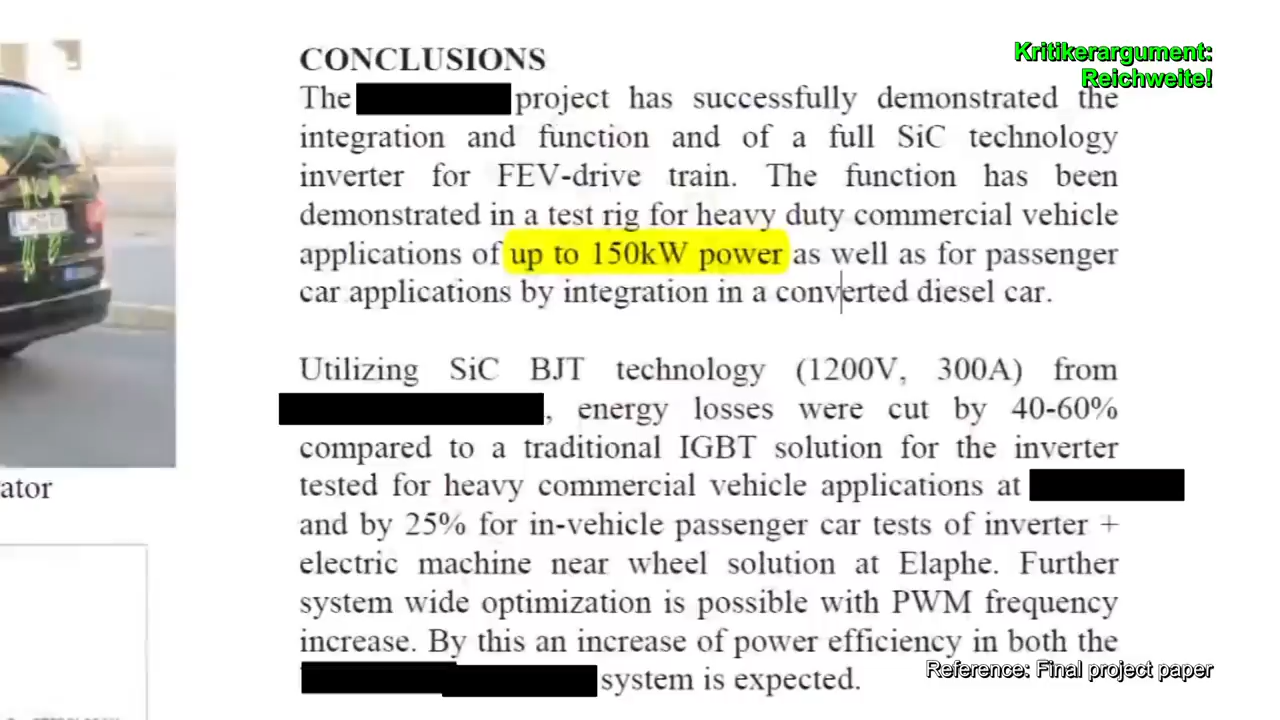 Kritikerargument:
Reichweite!
CONCLUSIONS
The project has successfully demonstrated the
integration and function and of a full SiC technology
inverter for FEV-drive train. The function has been
demonstrated in a test rig for heavy duty commercial vehicle
applications of up to 150kW power as well as for passenger
car applications by integration in a converted diesel car.
Utilizing SiC BJT technology (1200V, 300A) from
, energy losses were cut by 40-60%
compared to a traditional IGBT solution for the inverter
tested for heavy commercial vehicle applications at
and by 25% for in-vehicle passenger car tests of inverter +
electric machine near wheel solution at Elaphe. Further
system wide optimization is possible with PWM frequency
increase. By this an increase of power efficiency in both the
system is expected.
ator
Reference: Final project paper